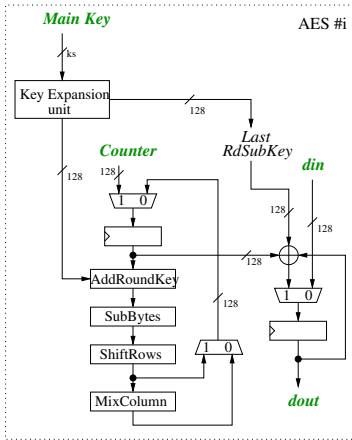 Main Key
AES #i
ks
Key Expansion
unit
128
Last
RdSubKey
Counter
din
128
128
1 0
128
128
128
AddRoundKey
128
1 0
SubBytes
ShiftRows
1 0
MixColumn
dout